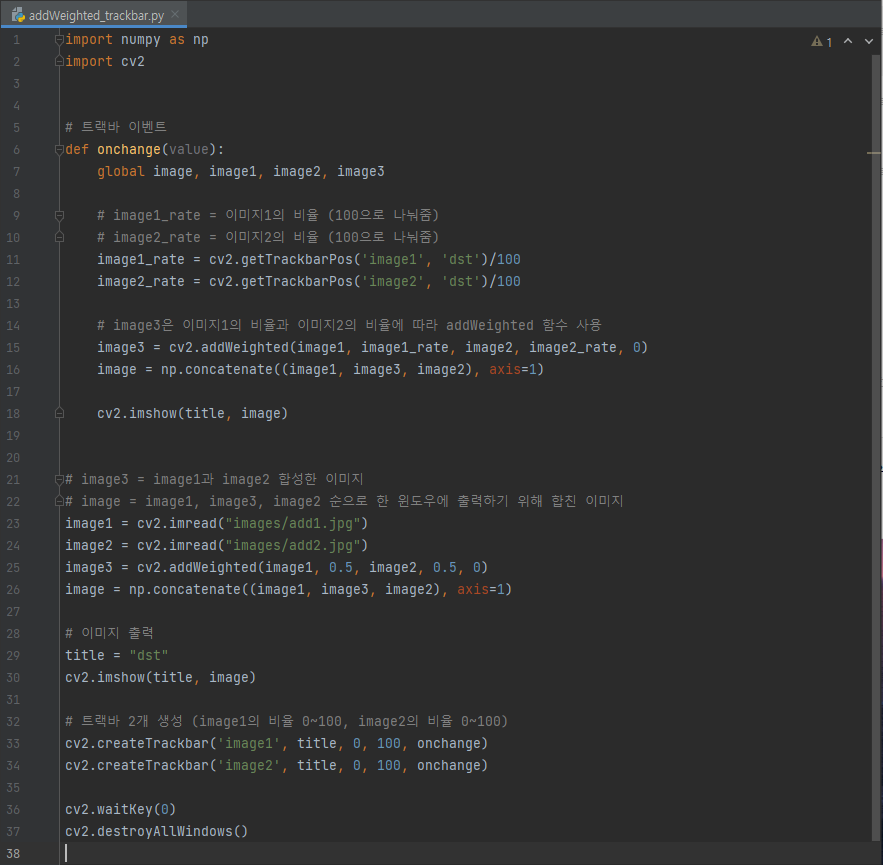 addWeighted_trackbar.py
1 import numpy as np
2 import cv2
3
4
5 # 트랙바 이벤트
6 def onchange(value):
7     global image, image1, image2, image3
8
9     # image1_rate = 이미지1의 비율 (100으로 나눠줌)
10     # image2_rate = 이미지2의 비율 (100으로 나눠줌)
11     image1_rate = cv2.getTrackbarPos('image1', 'dst')/100
12     image2_rate = cv2.getTrackbarPos('image2', 'dst')/100
13
14     # image3은 이미지1의 비율과 이미지2의 비율에 따라 addWeighted 함수 사용
15     image3 = cv2.addWeighted(image1, image1_rate, image2, image2_rate, 0)
16     image = np.concatenate((image1, image3, image2), axis=1)
17
18     cv2.imshow(title, image)
19
20
21 # image3 = image1과 image2 합성한 이미지
22 # image = image1, image3, image2 순으로 한 윈도우에 출력하기 위해 합친 이미지
23 image1 = cv2.imread("images/add1.jpg")
24 image2 = cv2.imread("images/add2.jpg")
25 image3 = cv2.addWeighted(image1, 0.5, image2, 0.5, 0)
26 image = np.concatenate((image1, image3, image2), axis=1)
27
28 # 이미지 출력
29 title = "dst"
30 cv2.imshow(title, image)
31
32 # 트랙바 2개 생성 (image1의 비율 0~100, image2의 비율 0~100)
33 cv2.createTrackbar('image1', title, 0, 100, onchange)
34 cv2.createTrackbar('image2', title, 0, 100, onchange)
35
36 cv2.waitKey(0)
37 cv2.destroyAllWindows()
38
1